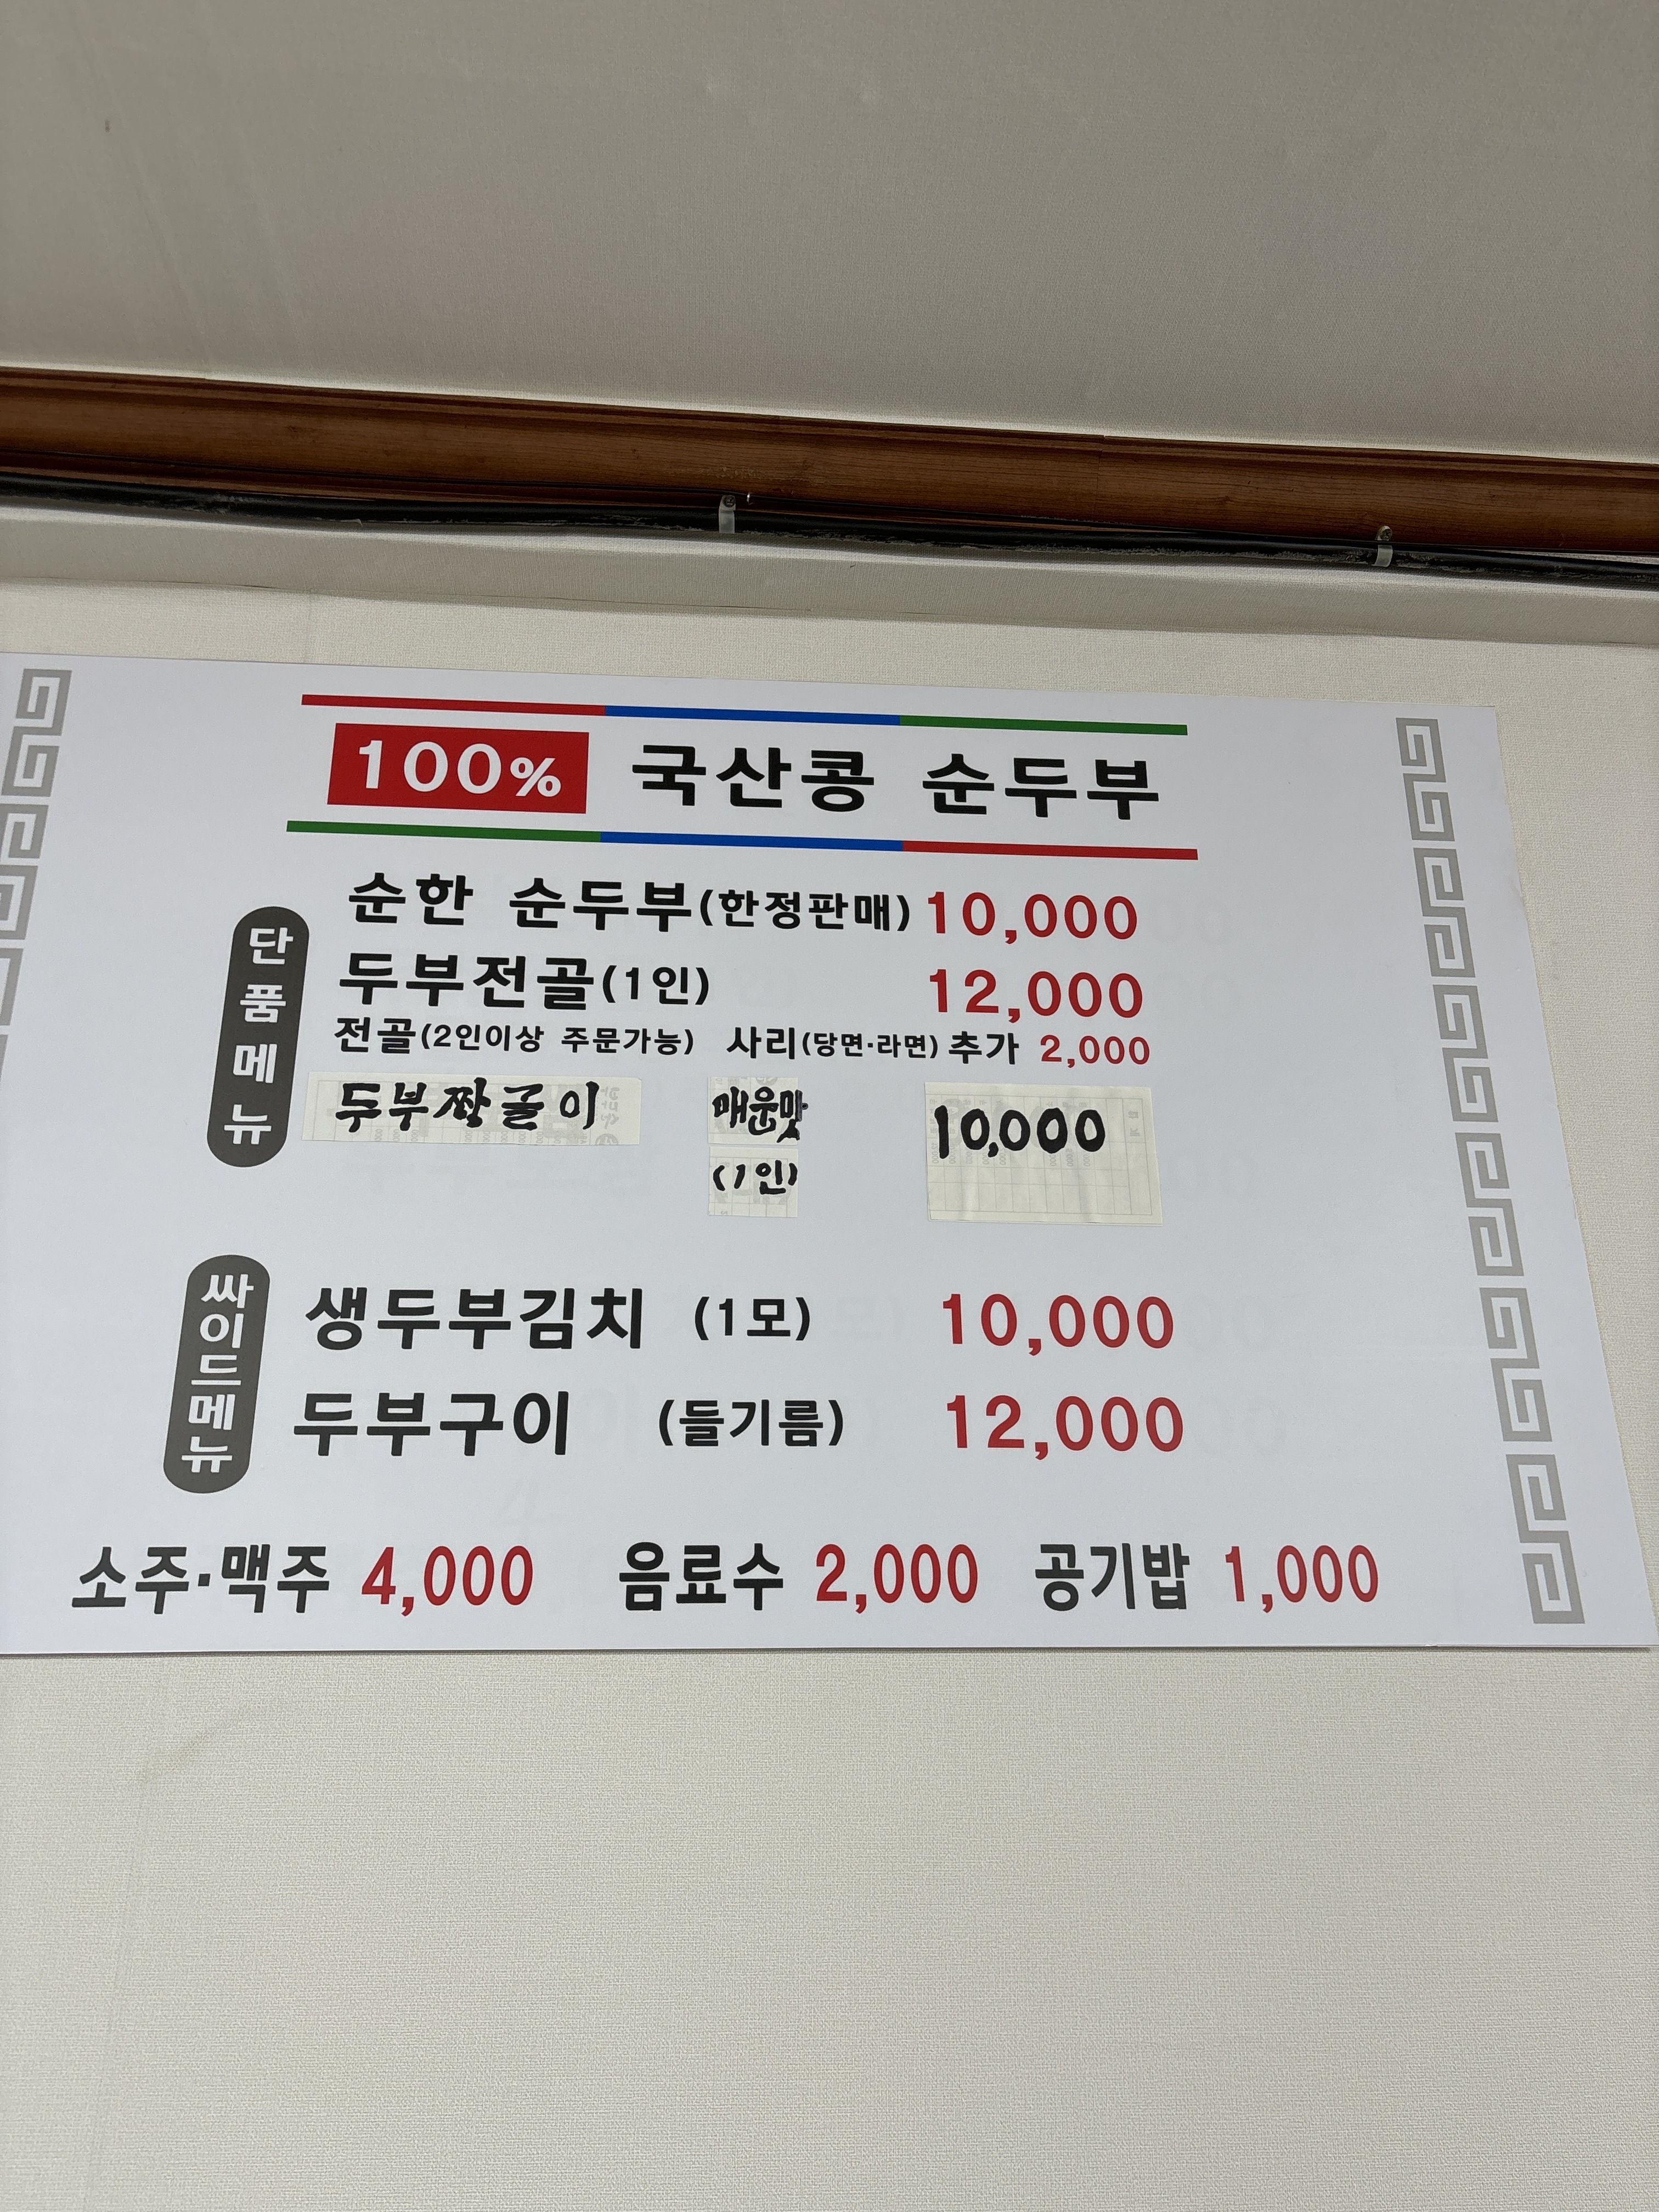 100% 국산콩 순두부
단품메뉴
순한 순두부(한정판매) 10,000
두부전골(1인) 12,000
전골(2인이상 주문가능) 사리(당면·라면) 추가 2,000
두부짱글이 매운맛 10,000
(1인)
싸이드메뉴
생두부김치 (1모) 10,000
두부구이 (들기름) 12,000
소주·맥주 4,000 음료수 2,000 공기밥 1,000